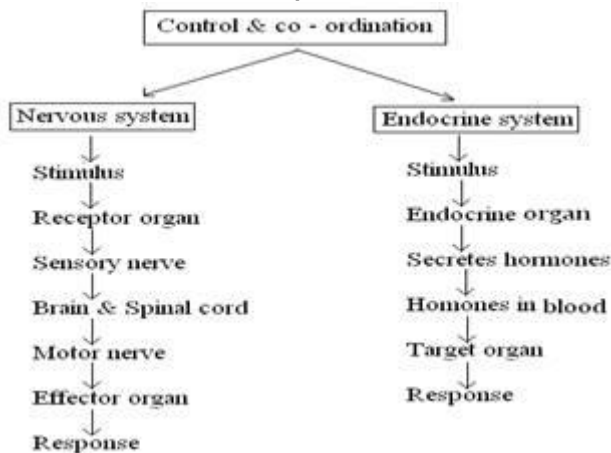 Control & co - ordination
Nervous system
Stimulus
Receptor organ
Sensory nerve
Brain & Spinal cord
Motor nerve
Effector organ
Response
Endocrine system
Stimulus
Endocrine organ
Secretes hormones
Homones in blood
Target organ
Response